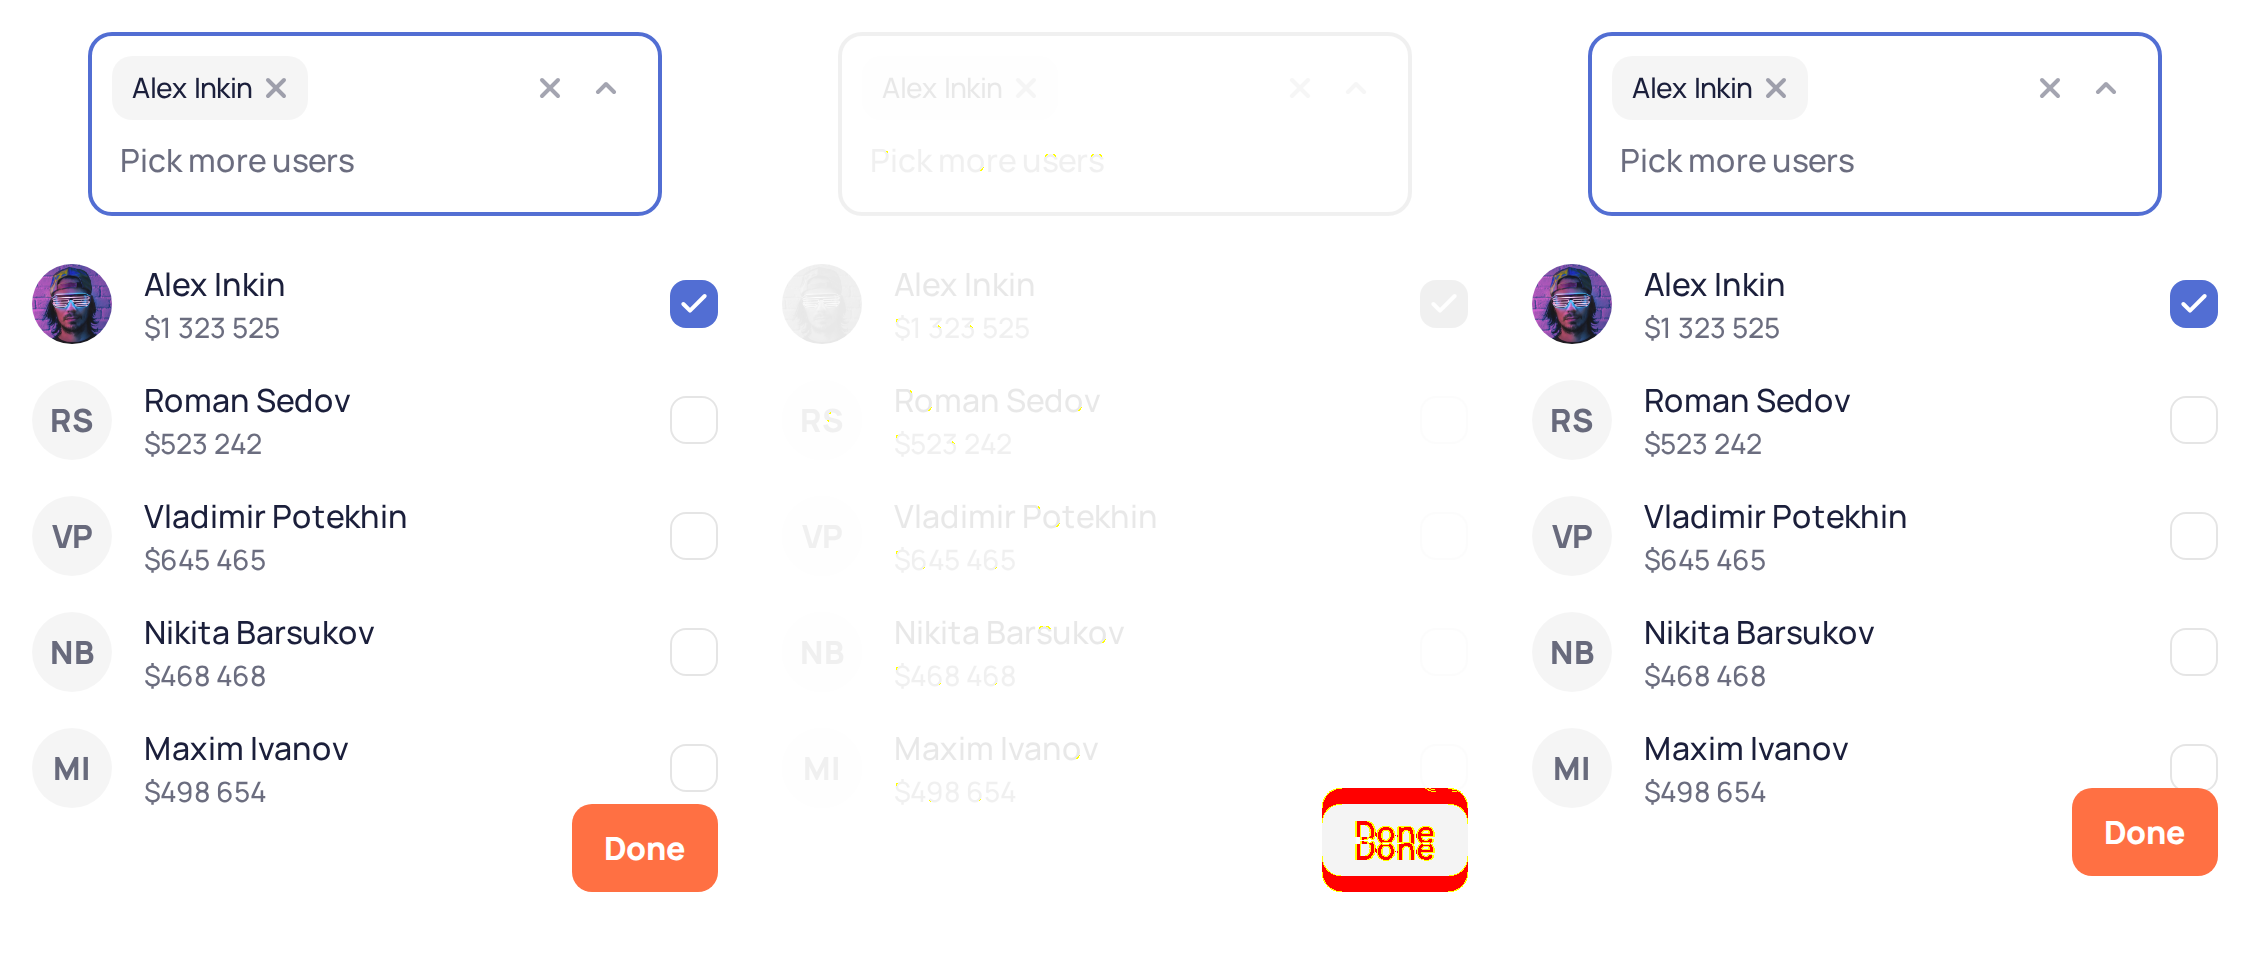 Alex Inkin
Pick more users
Alex Inkin
$1 323 525
RS
Roman Sedov
$523 242
VP
Vladimir Potekhin
$645 465
NB
Nikita Barsukov
$468 468
MI
Maxim Ivanov
$498 654
Done
Alex Inkin
Pick more users
Alex Inkin
$1 323 525
RS
Roman Sedov
$523 242
VP
Vladimir Potekhin
$645 465
NB
Nikita Barsukov
$468 468
MI
Maxim Ivanov
$498 654
Done
Done
Alex Inkin
Pick more users
Alex Inkin
$1 323 525
RS
Roman Sedov
$523 242
VP
Vladimir Potekhin
$645 465
NB
Nikita Barsukov
$468 468
MI
Maxim Ivanov
$498 654
Done